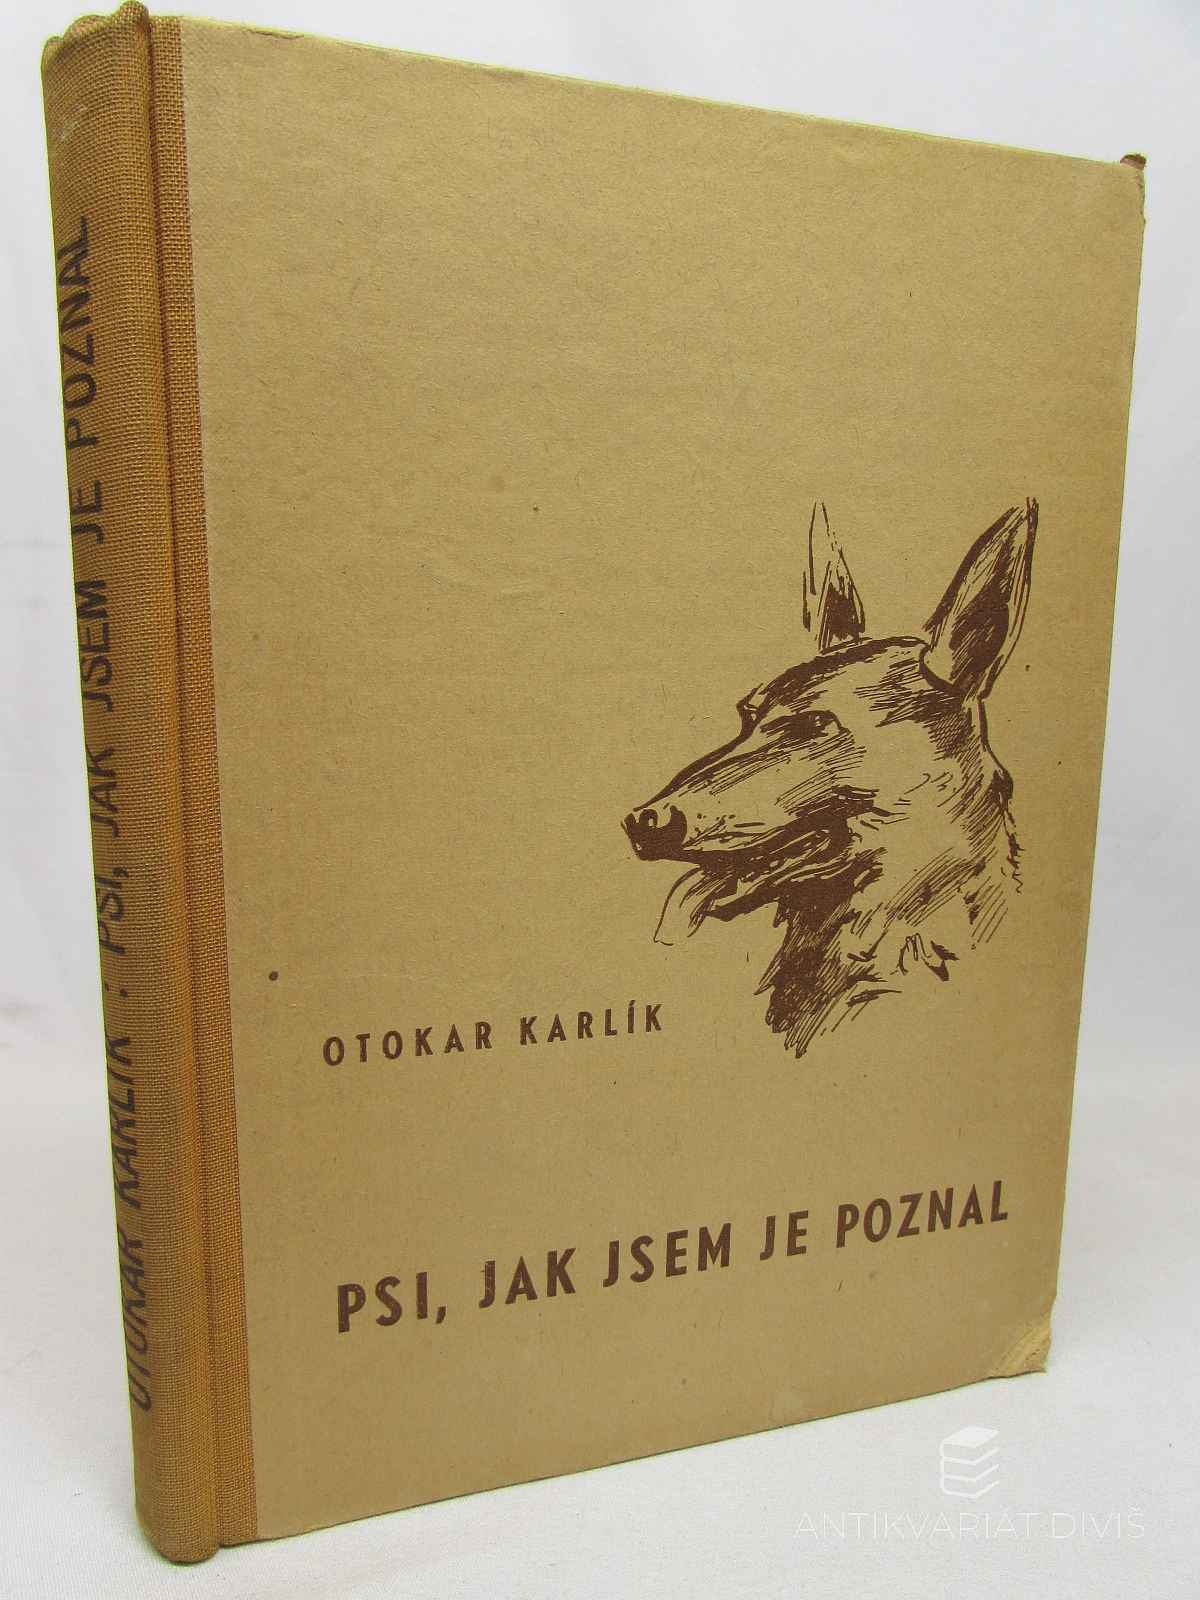 OTOKAR KARLÍK : PSI, JAK JSEM JE POZNAL
OTOKAR KARLÍK
PSI, JAK JSEM JE POZNAL
ANTIKVARIÁT DIVIŠ